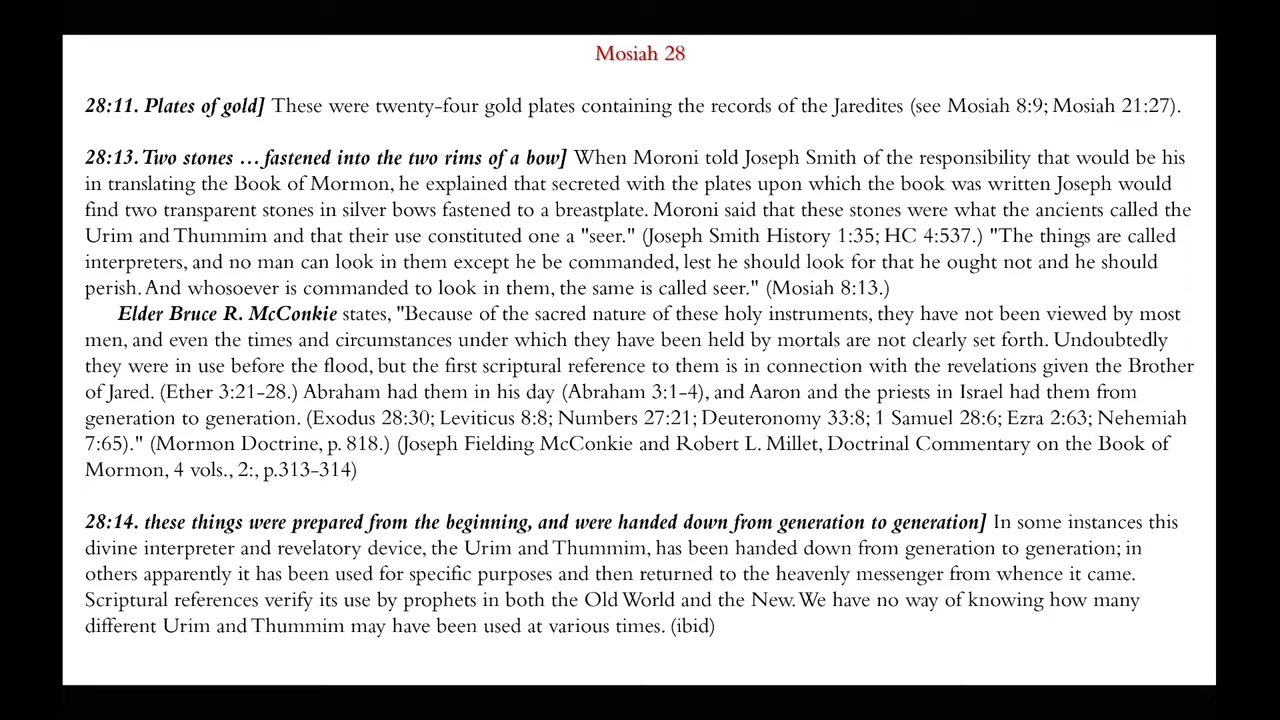 Mosiah 28
28:11. Plates of gold] These were twenty-four gold plates containing the records of the Jaredites (see Mosiah 8:9; Mosiah 21:27).
28:13. Two stones … fastened into the two rims of a bow] When Moroni told Joseph Smith of the responsibility that would be his
in translating the Book of Mormon, he explained that secreted with the plates upon which the book was written Joseph would
find two transparent stones in silver bows fastened to a breastplate. Moroni said that these stones were what the ancients called the
Urim and Thummim and that their use constituted one a "seer." (Joseph Smith History 1:35; HC 4:537.) "The things are called
interpreters, and no man can look in them except he be commanded, lest he should look for that he ought not and he should
perish. And whosoever is commanded to look in them, the same is called seer." (Mosiah 8:13.)
Elder Bruce R. McConkie states, "Because of the sacred nature of these holy instruments, they have not been viewed by most
men, and even the times and circumstances under which they have been held by mortals are not clearly set forth. Undoubtedly
they were in use before the flood, but the first scriptural reference to them is in connection with the revelations given the Brother
of Jared. (Ether 3:21-28.) Abraham had them in his day (Abraham 3:1-4), and Aaron and the priests in Israel had them from
generation to generation. (Exodus 28:30; Leviticus 8:8; Numbers 27:21; Deuteronomy 33:8; 1 Samuel 28:6; Ezra 2:63; Nehemiah
7:65)." (Mormon Doctrine, p. 818.) (Joseph Fielding McConkie and Robert L. Millet, Doctrinal Commentary on the Book of
Mormon, 4 vols., 2:, p.313-314)
28:14. these things were prepared from the beginning, and were handed down from generation to generation] In some instances this
divine interpreter and revelatory device, the Urim and Thummim, has been handed down from generation to generation; in
others apparently it has been used for specific purposes and then returned to the heavenly messenger from whence it came.
Scriptural references verify its use by prophets in both the Old World and the New. We have no way of knowing how many
different Urim and Thummim may have been used at various times. (ibid)